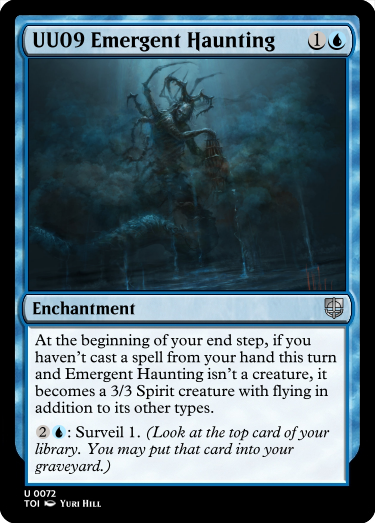 UU09 Emergent Haunting 1
Enchantment
At the beginning of your end step, if you
haven't cast a spell from your hand this turn
and Emergent Haunting isn't a creature, it
becomes a 3/3 Spirit creature with flying in
addition to its other types.
2: Surveil 1. (Look at the top card of your
library. You may put that card into your
graveyard.)
U 0072
TOI Yuri Hill